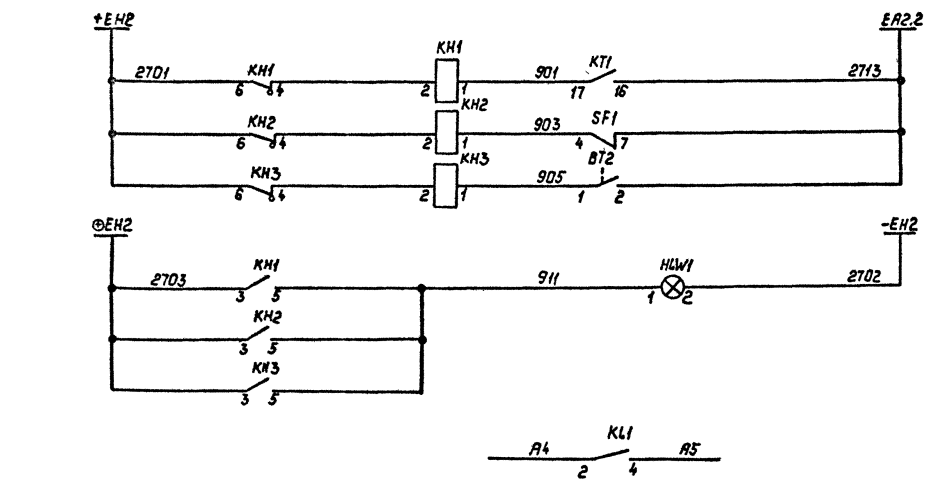 +EH2 EA2.2
KH1
2701 KH1 901 KT1 2713
6 4 2 1 17 16
KH2
KH2 903 SF1
6 4 2 1 4 7
KH3 BT2
KH3 905
6 4 2 1 1 2
⊕EH2 -EH2
2703 KH1 911 HLW1 2702
3 5 1 2
KH2
3 5
KH3
3 5
KL1
A4 A5
2 4